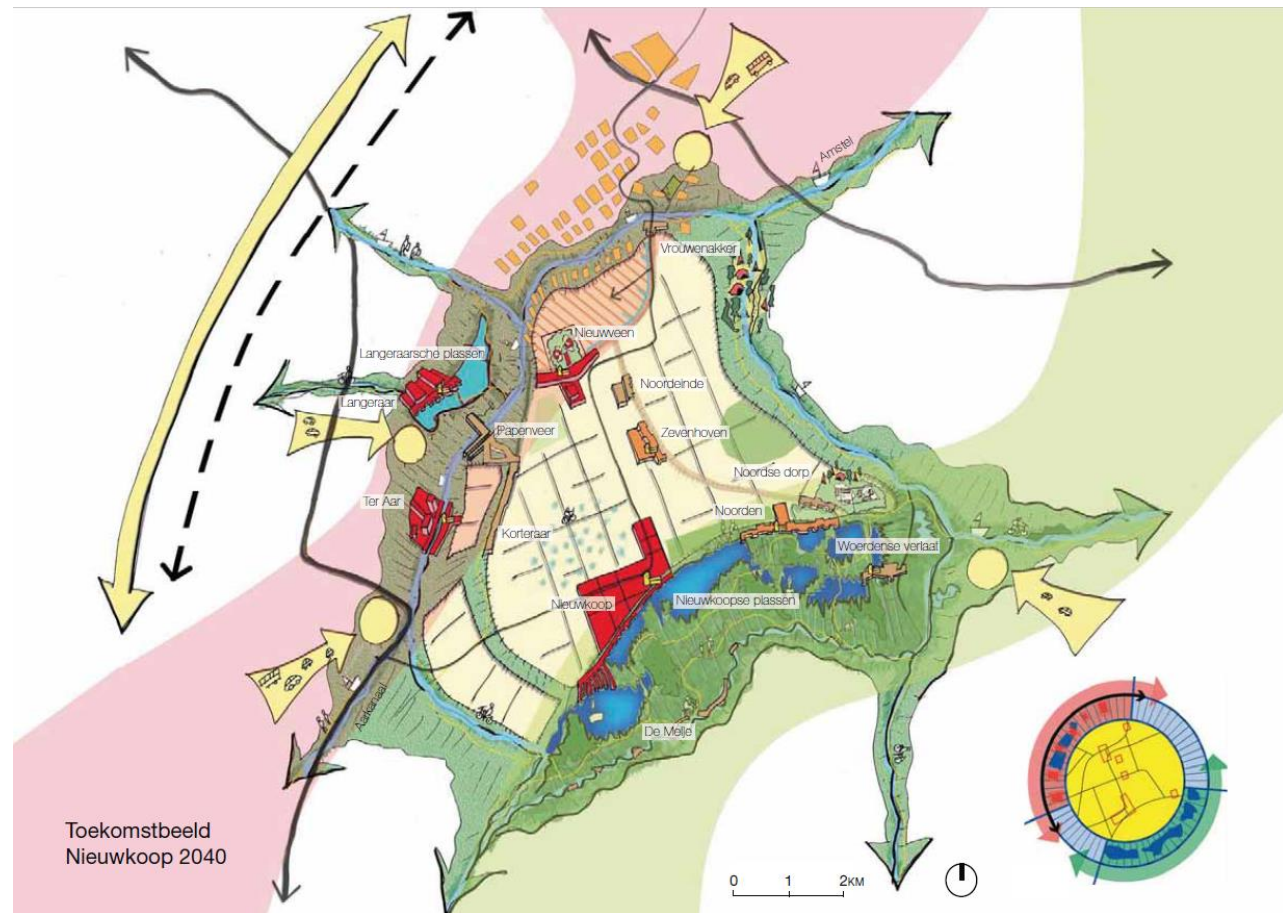 Amstel
Vrouwenakker
Nieuwveen
Langeraarsche plassen
Noordeinde
Langeraar
Papenveer
Zevenhoven
Noordse dorp
Ter Aar
Noorden
Korteraar
Woerdense verlaat
Nieuwkoop
Nieuwkoopse plassen
Aarkanaal
De Meije
Toekomstbeeld
Nieuwkoop 2040
0 1 2KM